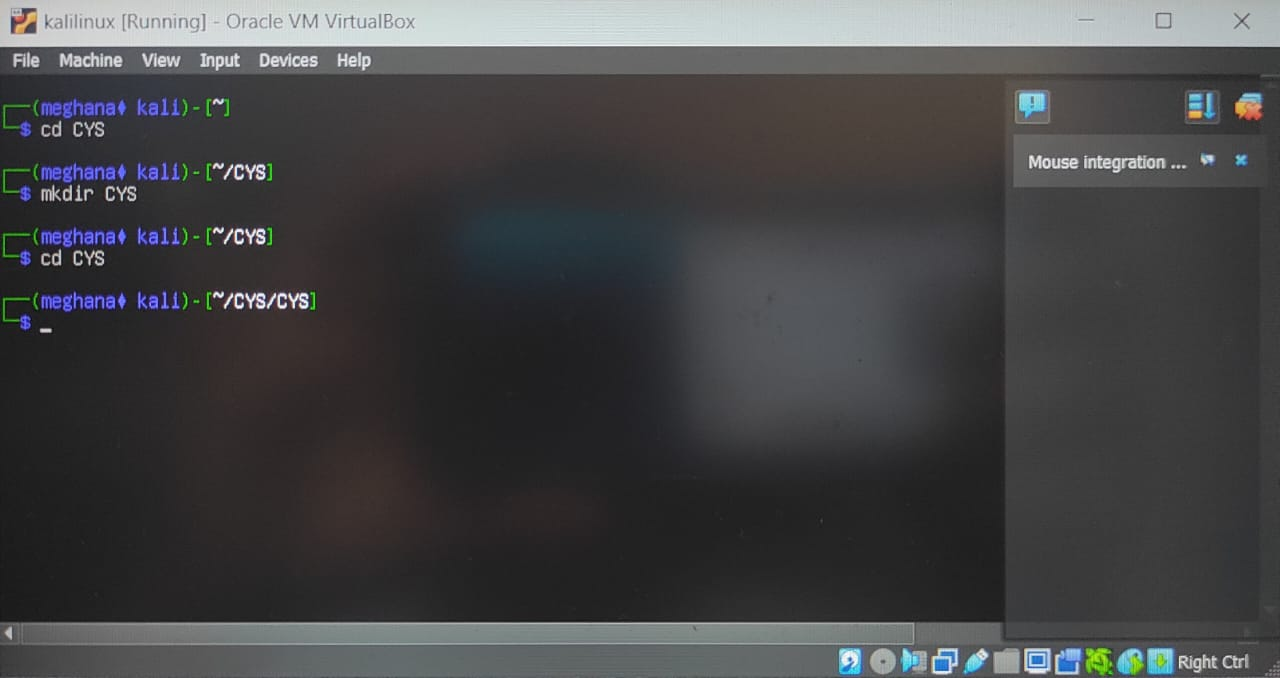 kalilinux [Running] - Oracle VM VirtualBox
File Machine View Input Devices Help
(meghana♦ kali)-[~]
$ cd CYS
(meghana♦ kali)-[~/CYS]
$ mkdir CYS
(meghana♦ kali)-[~/CYS]
$ cd CYS
(meghana♦ kali)-[~/CYS/CYS]
$ _
Mouse integration ...
Right Ctrl